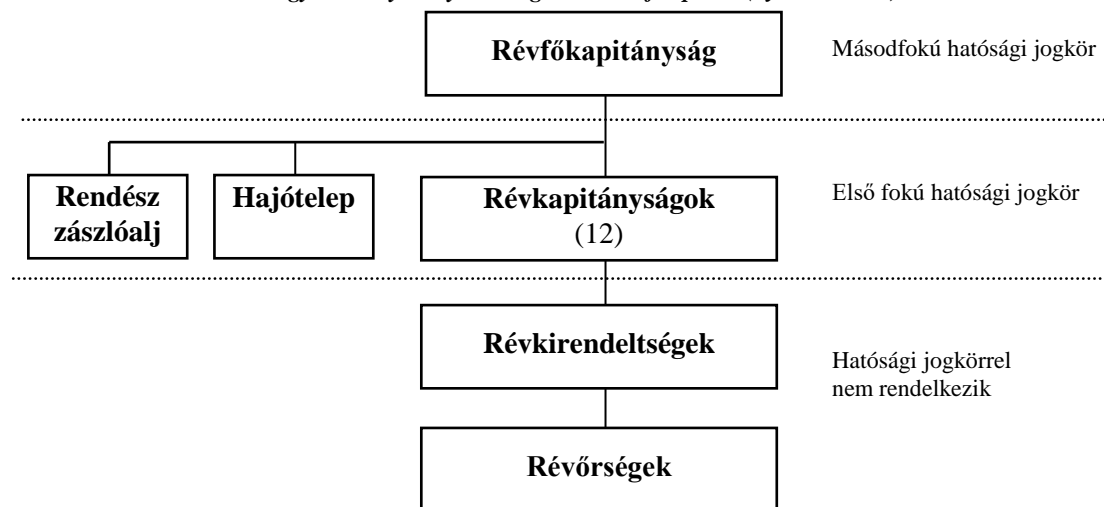 Révfőkapitányság
Másodfokú hatósági jogkör
Rendész
zászlóalj
Hajótelep
Révkapitányságok
(12)
Első fokú hatósági jogkör
Révkirendeltségek
Hatósági jogkörrel
nem rendelkezik
Révőrségek